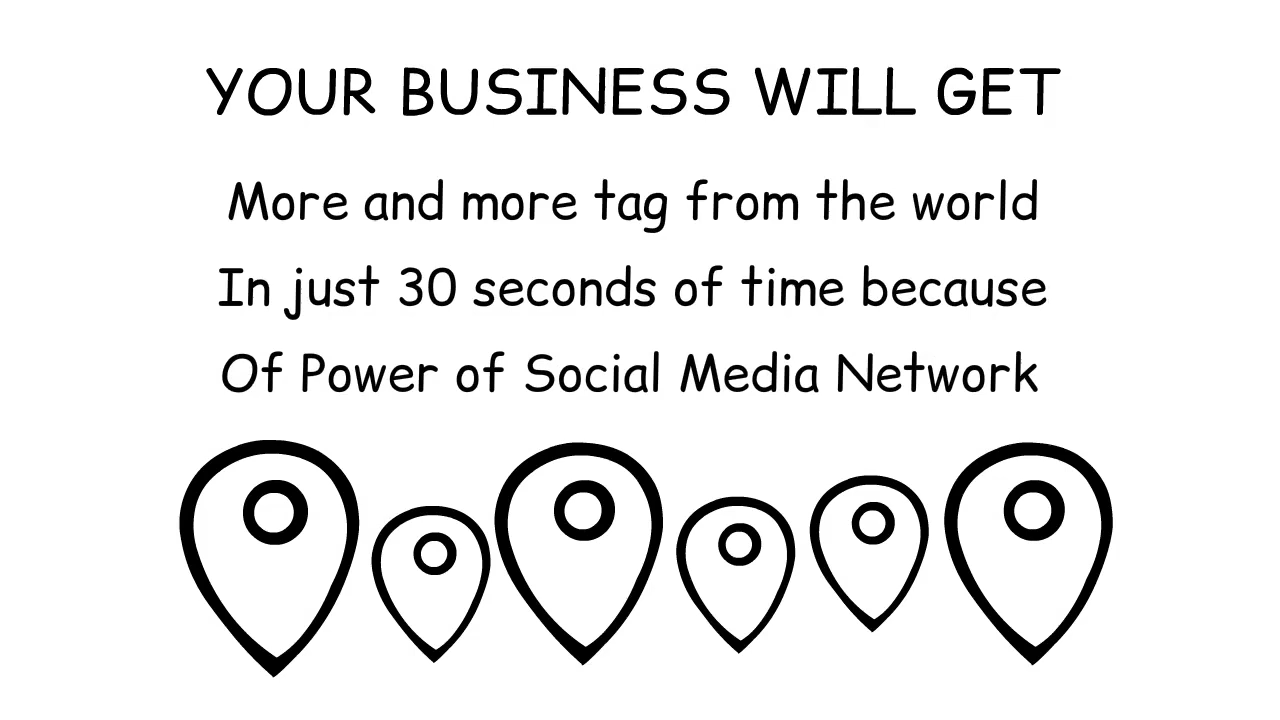 YOUR BUSINESS WILL GET
More and more tag from the world
In just 30 seconds of time because
Of Power of Social Media Network